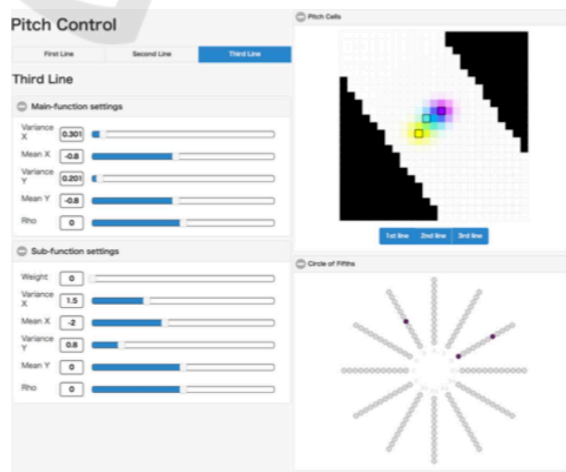 Pitch Control
First Line
Second Line
Third Line
Third Line
Main-function settings
Variance X
0.301
Mean X
-0.8
Variance Y
0.201
Mean Y
-0.8
Rho
0
Sub-function settings
Weight
0
Variance X
1.5
Mean X
-2
Variance Y
0.8
Mean Y
0
Rho
0
Pitch Cells
1st line
2nd line
3rd line
Circle of Fifths